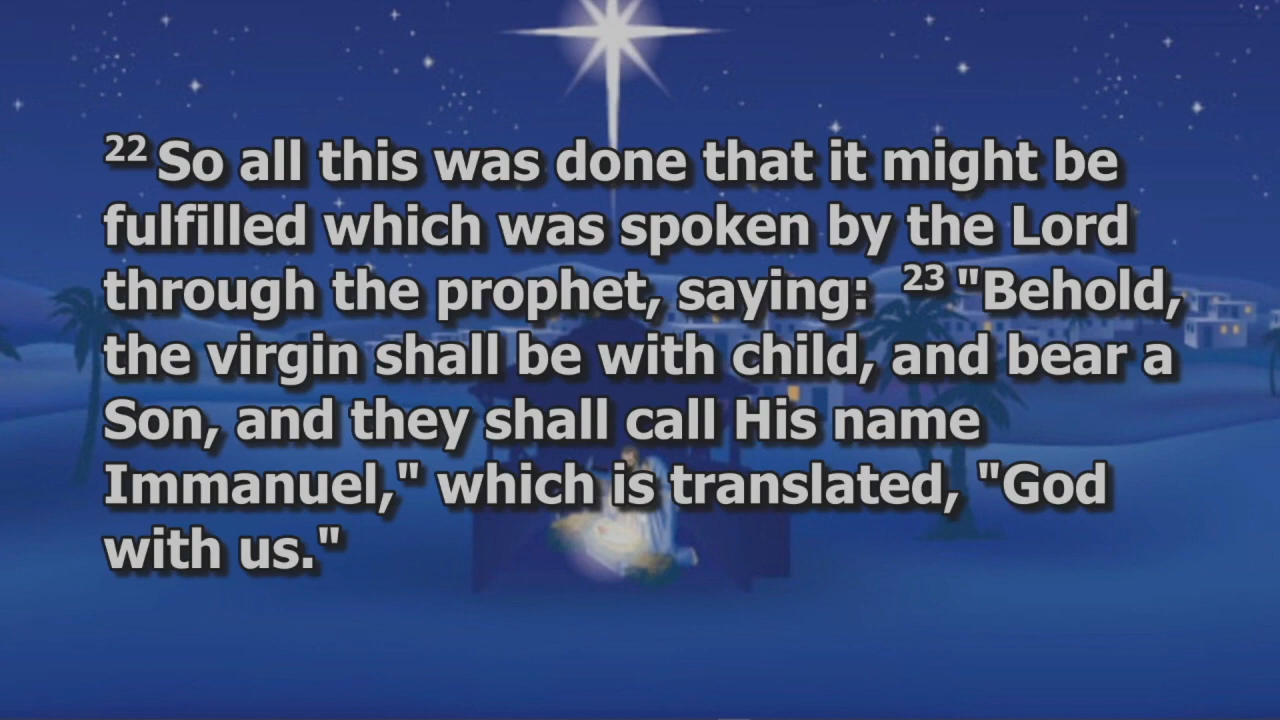 22 So all this was done that it might be
fulfilled which was spoken by the Lord
through the prophet, saying: 23 "Behold,
the virgin shall be with child, and bear a
Son, and they shall call His name
Immanuel," which is translated, "God
with us."